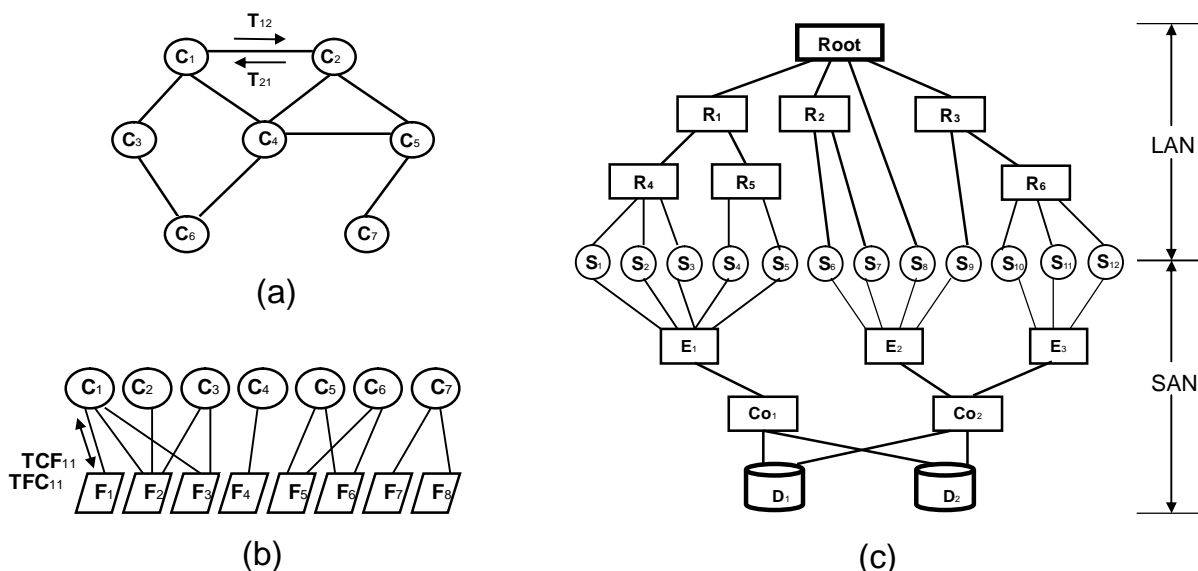 T12
C1 C2
T21
C3 C4 C5
C6 C7
(a)
C1 C2 C3 C4 C5 C6 C7
TCF11
TFC11
F1 F2 F3 F4 F5 F6 F7 F8
(b)
Root
R1 R2 R3
R4 R5 R6
S1 S2 S3 S4 S5 S6 S7 S8 S9 S10 S11 S12
E1 E2 E3
Co1 Co2
D1 D2
(c)
LAN
SAN